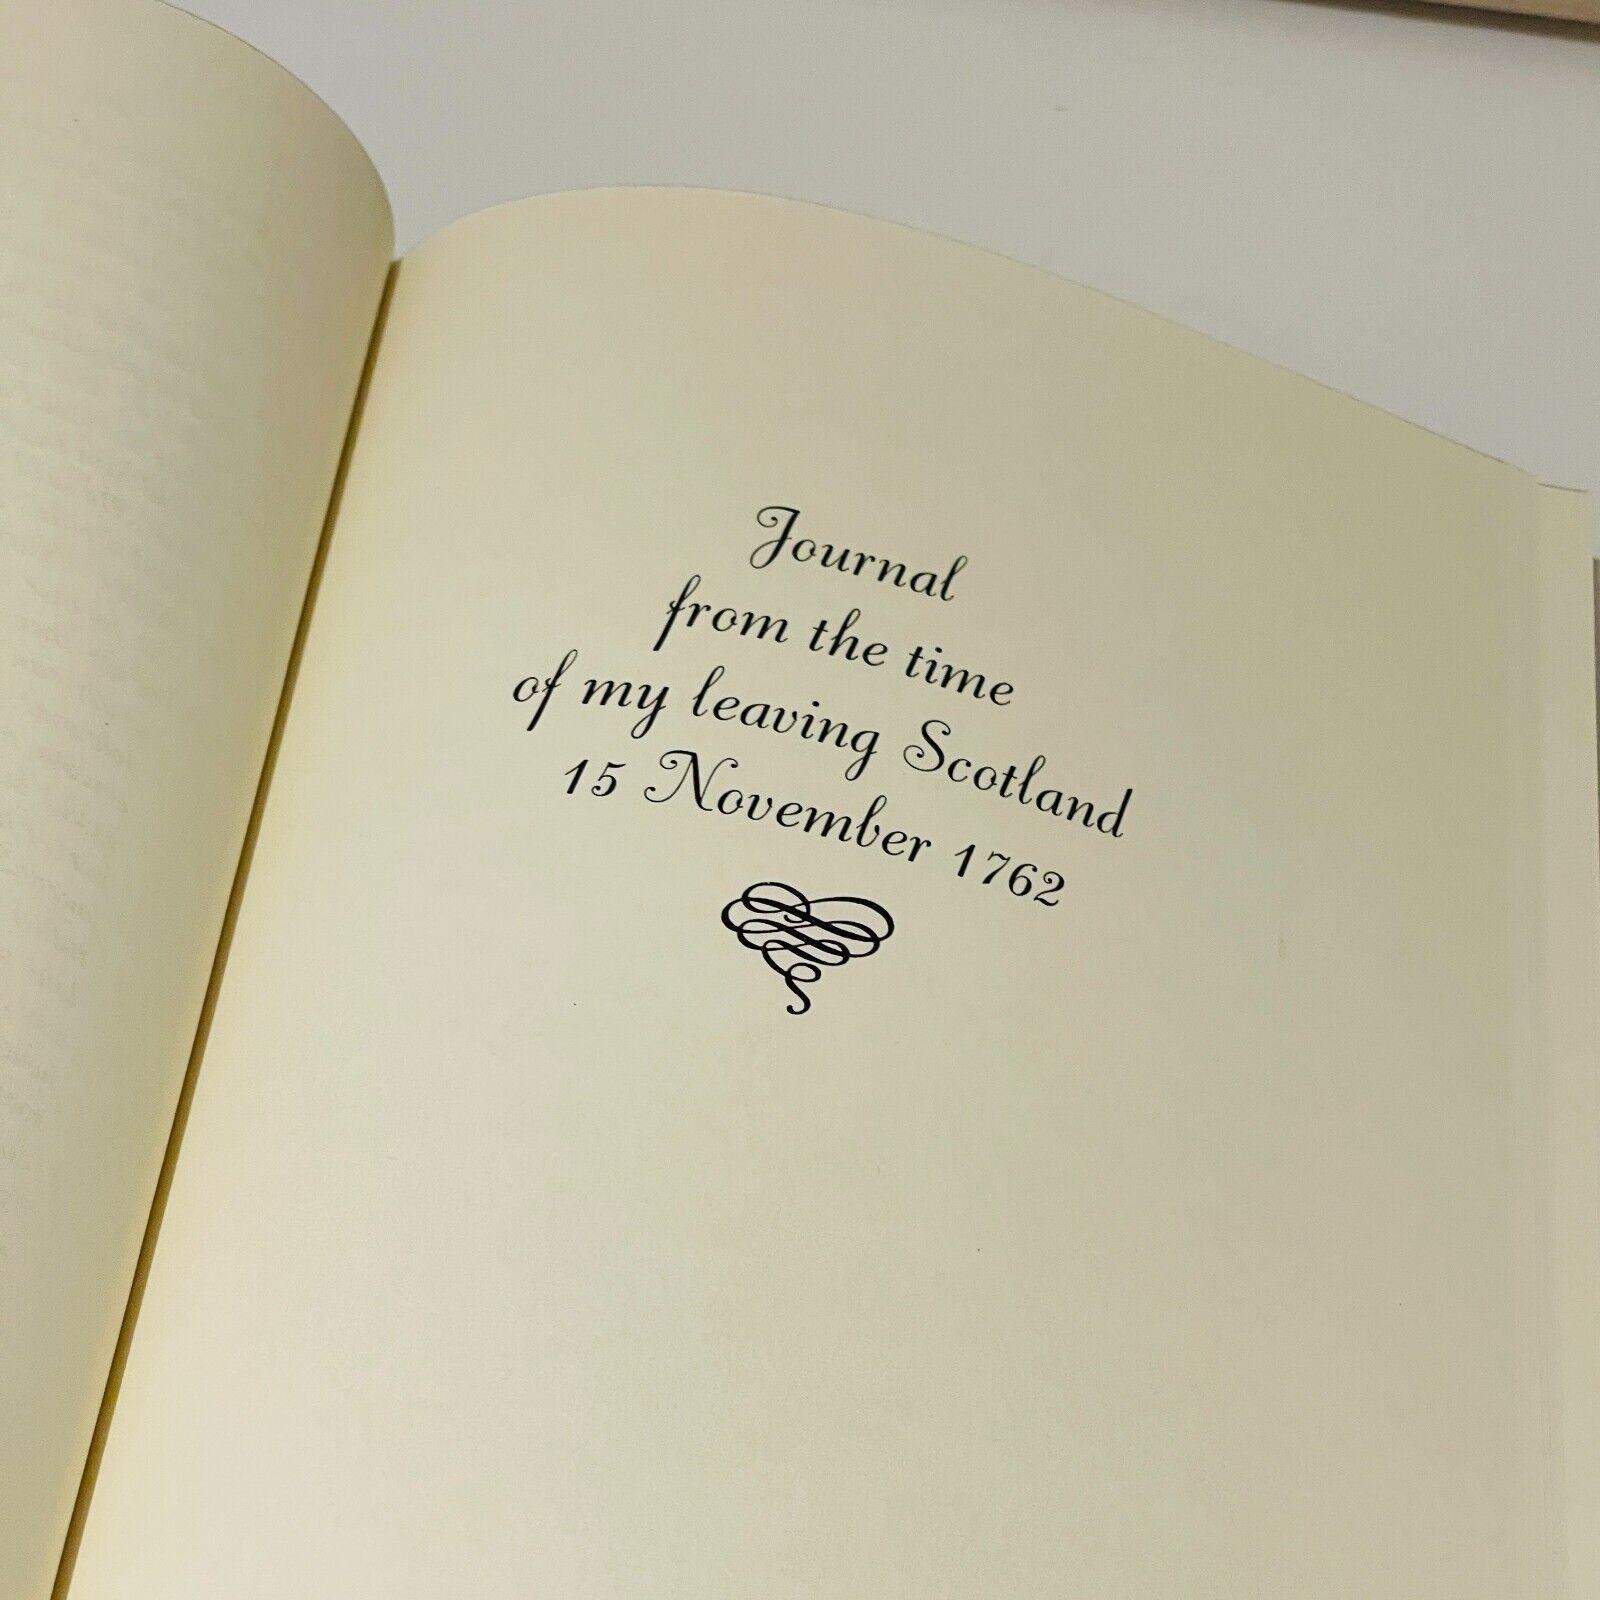 Journal
from the time
of my leaving Scotland
15 November 1762